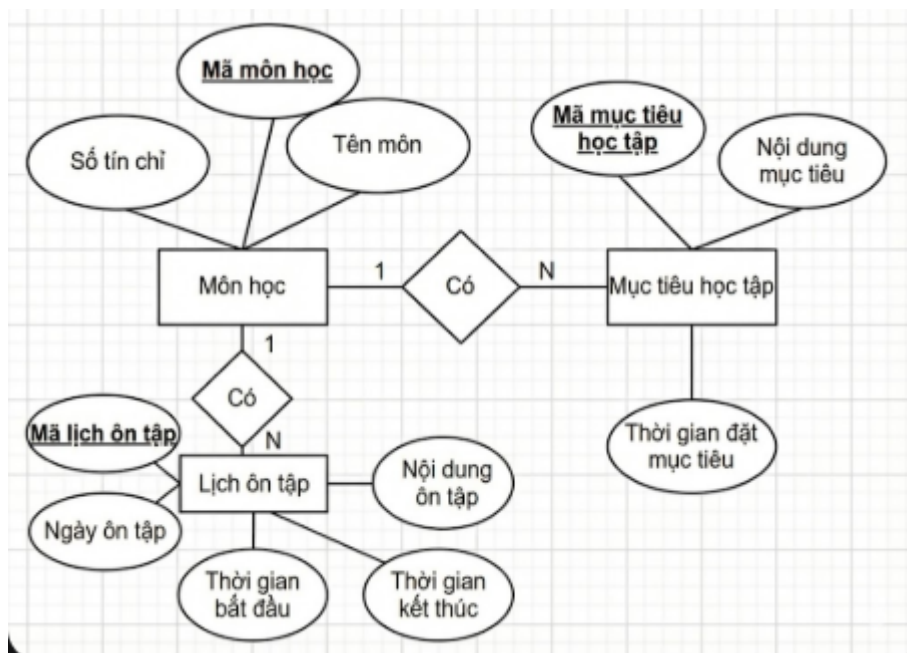 Mã môn học
Số tín chỉ
Tên môn
Mã mục tiêu
học tập
Nội dung
mục tiêu
Môn học
1
Có
N
Mục tiêu học tập
1
Có
N
Thời gian đặt
mục tiêu
Mã lịch ôn tập
Lịch ôn tập
Nội dung
ôn tập
Ngày ôn tập
Thời gian
bắt đầu
Thời gian
kết thúc